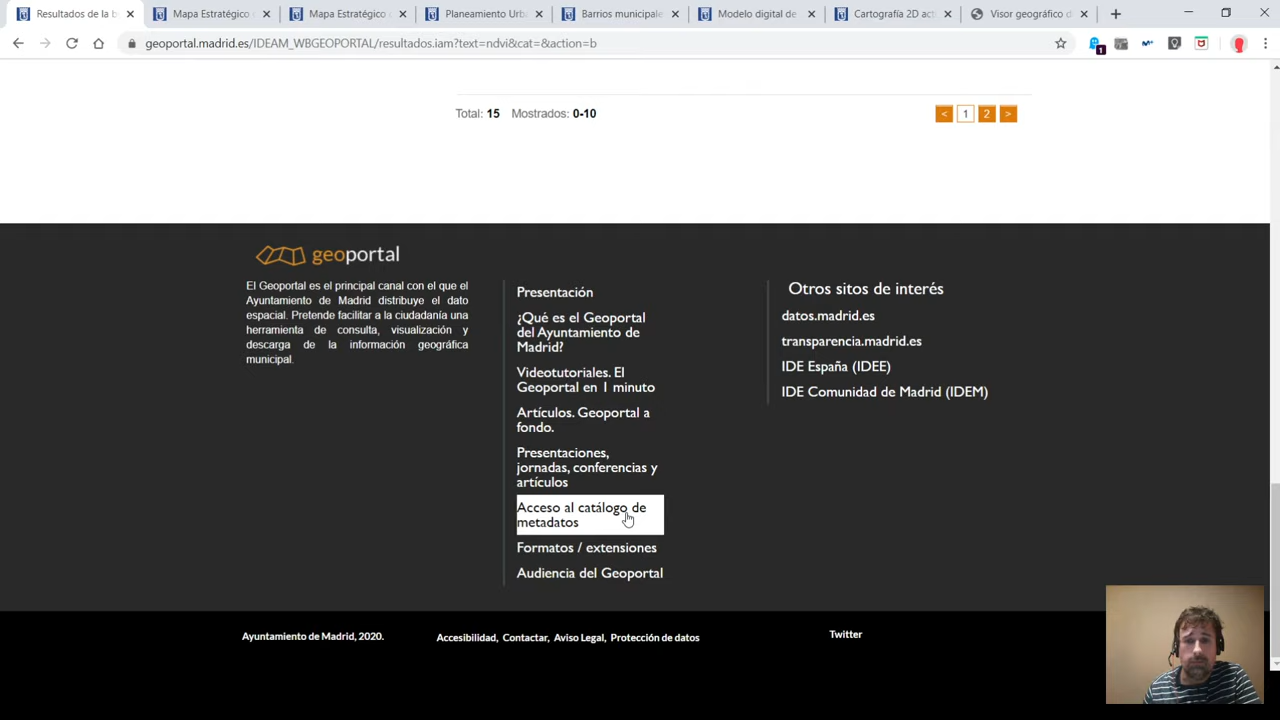 Resultados de la b
Mapa Estratégico
Mapa Estratégico
Planeamiento Urb
Barrios municipale
Modelo digital de
Cartografía 2D act
Visor geográfico d
geoportal.madrid.es/IDEAM_WBGEOPORTAL/resultados.iam?text=ndvi&cat=&action=b
1
Total: 15 Mostrados: 0-10
< 1 2 >
geoportal
El Geoportal es el principal canal con el que el
Ayuntamiento de Madrid distribuye el dato
espacial. Pretende facilitar a la ciudadanía una
herramienta de consulta, visualización y
descarga de la información geográfica
municipal.
Presentación
¿Qué es el Geoportal
del Ayuntamiento de
Madrid?
Videotutoriales. El
Geoportal en 1 minuto
Artículos. Geoportal a
fondo.
Presentaciones,
jornadas, conferencias y
artículos
Acceso al catálogo de
metadatos
Formatos / extensiones
Audiencia del Geoportal
Otros sitos de interés
datos.madrid.es
transparencia.madrid.es
IDE España (IDEE)
IDE Comunidad de Madrid (IDEM)
Ayuntamiento de Madrid, 2020.
Accesibilidad, Contactar, Aviso Legal, Protección de datos
Twitter